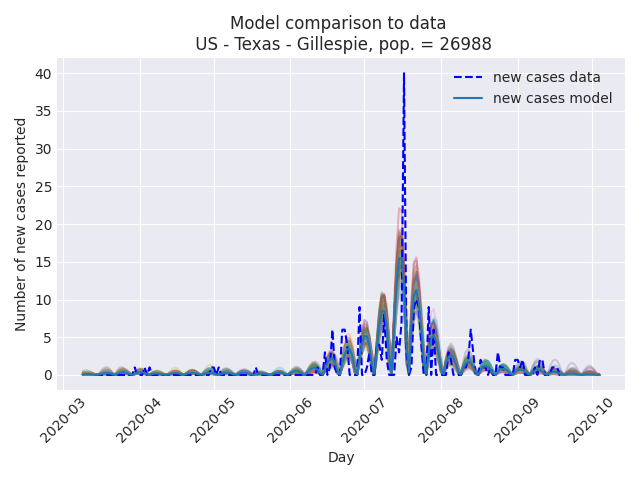 Model comparison to data
US - Texas - Gillespie, pop. = 26988
new cases data
new cases model
Number of new cases reported
40
35
30
25
20
15
10
5
0
2020-03
2020-04
2020-05
2020-06
2020-07
2020-08
2020-09
2020-10
Day